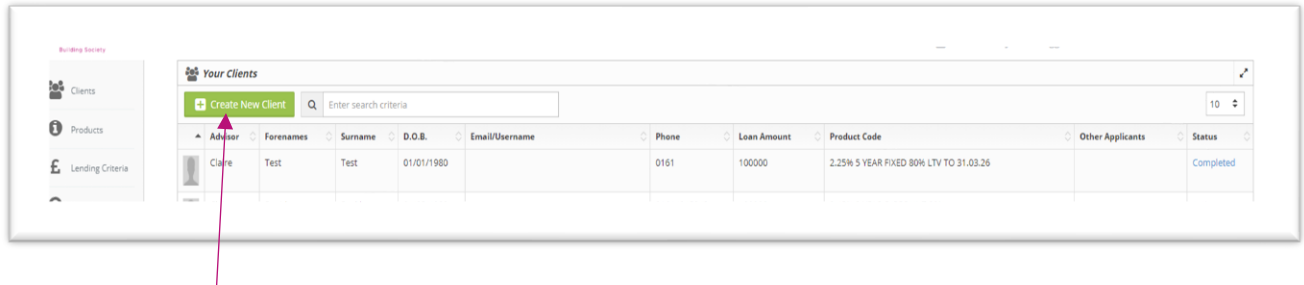 Building Society
Your Clients
Clients
Create New Client
Enter search criteria
10
Products
Advisor Forenames Surname D.O.B. Email/Username Phone Loan Amount Product Code Other Applicants Status
Claire Test Test 01/01/1980 0161 100000 2.25% 5 YEAR FIXED 80% LTV TO 31.03.26 Completed
£ Lending Criteria